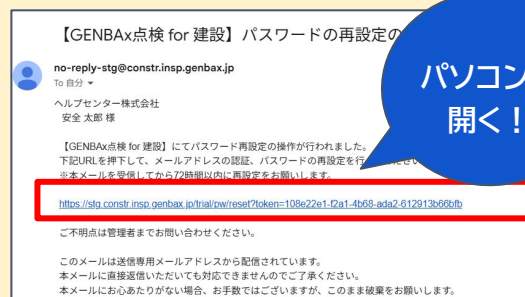 【GENBAx点検 for 建設】パスワードの再設定の
no-reply-stg@constr.insp.genbax.jp
To 自分
ヘルプセンター株式会社
安全 太郎 様
【GENBAx点検 for 建設】にてパスワード再設定の操作が行われました。
下記URLを押下して、メールアドレスの認証、パスワードの再設定を行
※本メールを受信してから72時間以内に再設定をお願いします。
https://stg.constr.insp.genbax.jp/trial/pw/reset?token=108e22e1-f2a1-4b68-ada2-612913b66bfb
ご不明点は管理者までお問い合わせください。
このメールは送信専用メールアドレスから配信されています。
本メールに直接返信いただいても対応できませんのでご了承ください。
本メールにお心あたりがない場合、お手数ではございますが、このまま破棄をお願いします。
パソコン
開く！